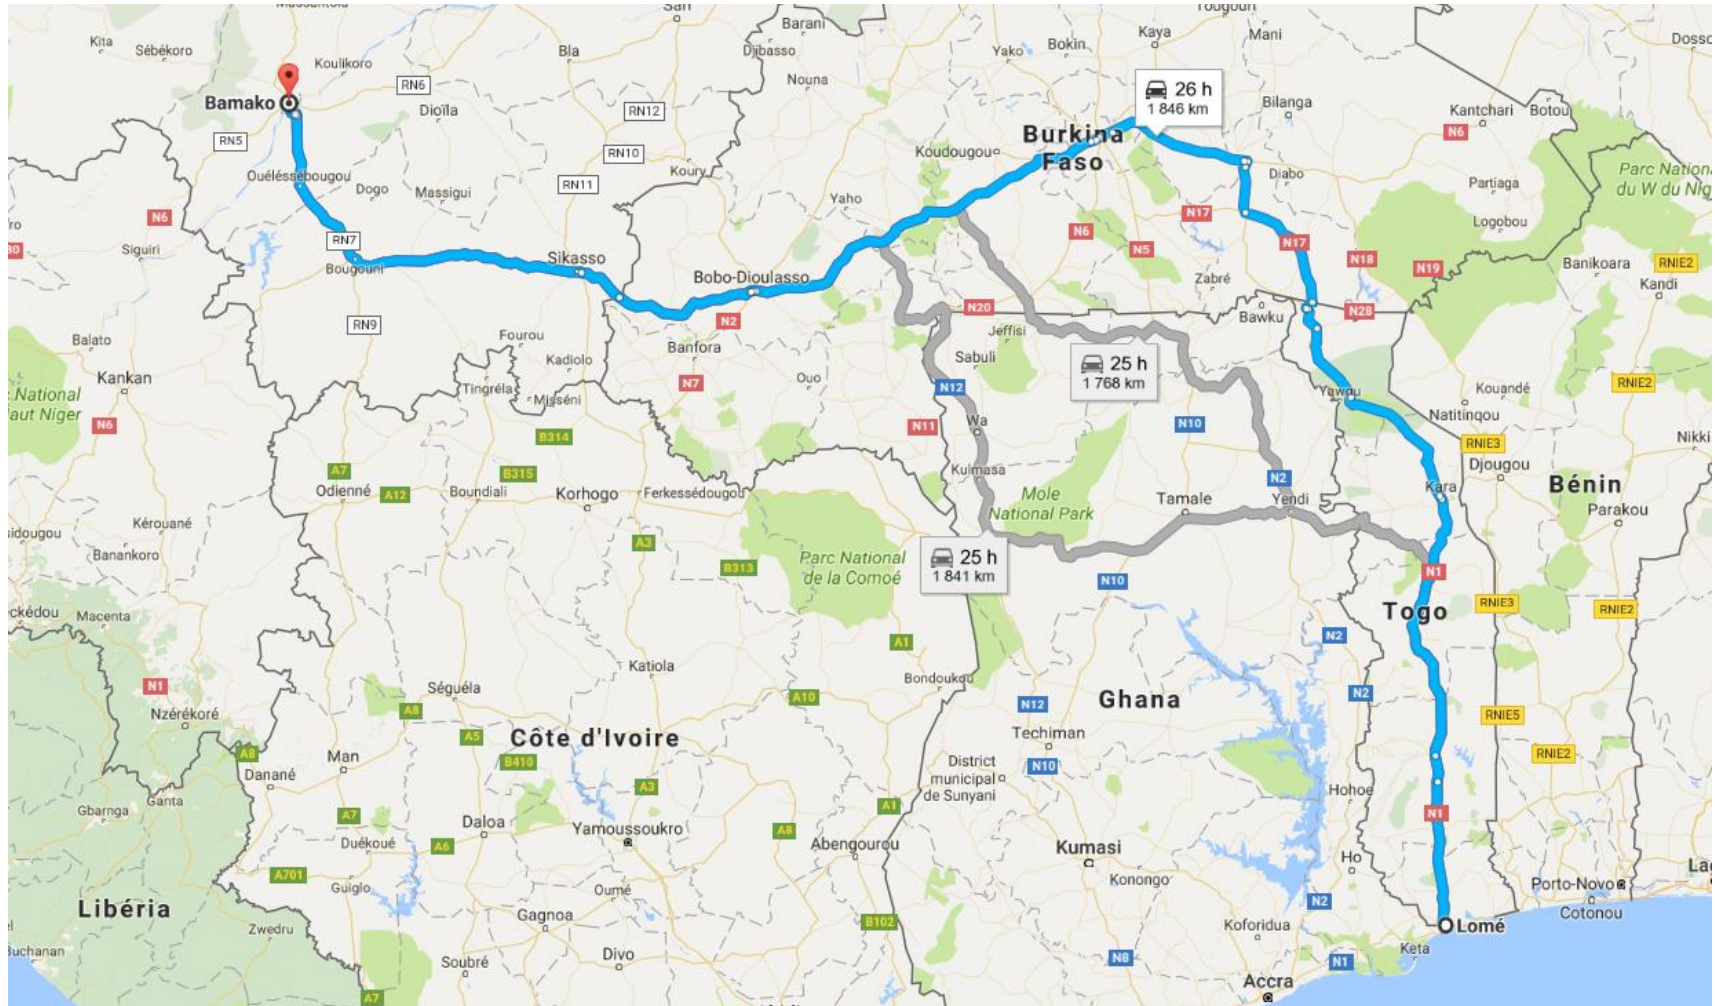 Massantola
San
Barani
Tougouri
Kita
Sébékoro
Koulikoro
Bla
Djibasso
Yako
Bokin
Kaya
Mani
Dosso
Nouna
RN6
Bamako
Dioïla
RN12
26 h
1 846 km
Bilanga
Kantchari
Botou
RN5
RN10
Koudougou
Burkina
Faso
N6
Ouéléssébougou
Dogo
Massigui
RN11
Koury
Diabo
Partiaga
Parc Nation
du W du Nig
N6
Yaho
N17
Logobou
Siguiri
RN7
Bougouni
Sikasso
Bobo-Dioulasso
N6
N5
N17
N18
N19
Banikoara
RNIE2
Kandi
Zabré
RN9
Fourou
N2
N20
Jeffisi
Bawku
N28
Balato
Kadiolo
Banfora
Sabuli
25 h
1 768 km
Kankan
Tingréla
Misséni
N7
Ouo
N12
Yawgu
Kouandé
RNIE2
.National
Haut Niger
N6
B314
N11
Wa
N10
Natitingou
RNIE3
Nikki
A7
B315
Kulmasa
N2
Djougou
Bénin
Odienné
A12
Boundiali
Korhogo
Ferkessédougou
Mole
National Park
Tamale
Yendi
Kara
Parakou
Kérouané
A3
Banankoro
B313
Parc National
de la Comoé
25 h
1 841 km
N10
N1
Macenta
Togo
RNIE3
RNIE2
A1
N2
N1
Katiola
Bondoukou
Nzérékoré
Séguéla
A8
A10
Ghana
N12
N2
RNIE5
A8
A5
Côte d'Ivoire
Techiman
RNIE2
Danané
Man
B410
A3
District
municipal
de Sunyani
N10
Gbarnga
Ganta
A7
Daloa
A1
Hohoe
N1
Duékoué
A6
Yamoussoukro
A8
Abengourou
Kumasi
Ho
A701
Guiglo
Oumé
Konongo
Porto-Novo
Lag
Libéria
Zwedru
Gagnoa
B102
N2
Cotonou
Buchanan
Koforidua
Lomé
Soubré
Divo
N8
N1
Keta
A7
Accra